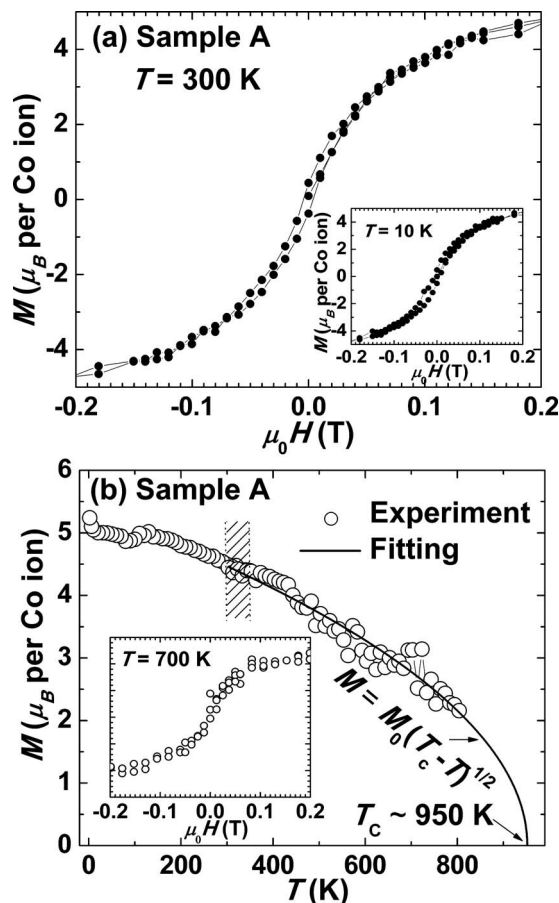 (a) Sample A
T = 300 K
M (μB per Co ion)
4
2
0
-2
-4
T = 10 K
M (μB per Co ion)
4
2
0
-2
-4
-0.2 -0.1 0.0 0.1 0.2
μ0H (T)
-0.2 -0.1 0.0 0.1 0.2
μ0H (T)
(b) Sample A
Experiment
Fitting
M (μB per Co ion)
6
5
4
3
2
1
0
T = 700 K
-0.2 -0.1 0.0 0.1 0.2
μ0H (T)
M = M0(Tc-T)1/2
TC ~ 950 K
0 200 400 600 800
T (K)